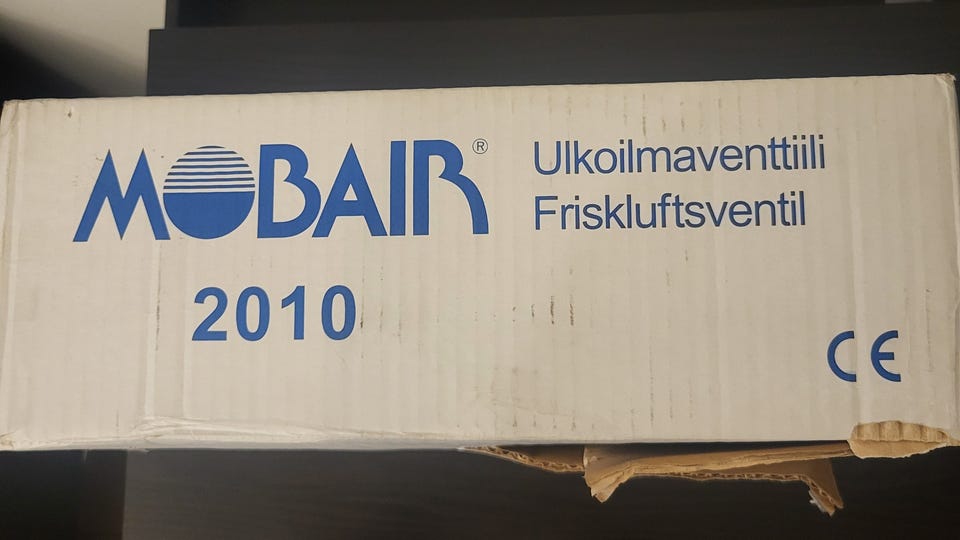 MOBAIR®
Ulkoilmaventtiili
Friskluftsventil
2010
CE